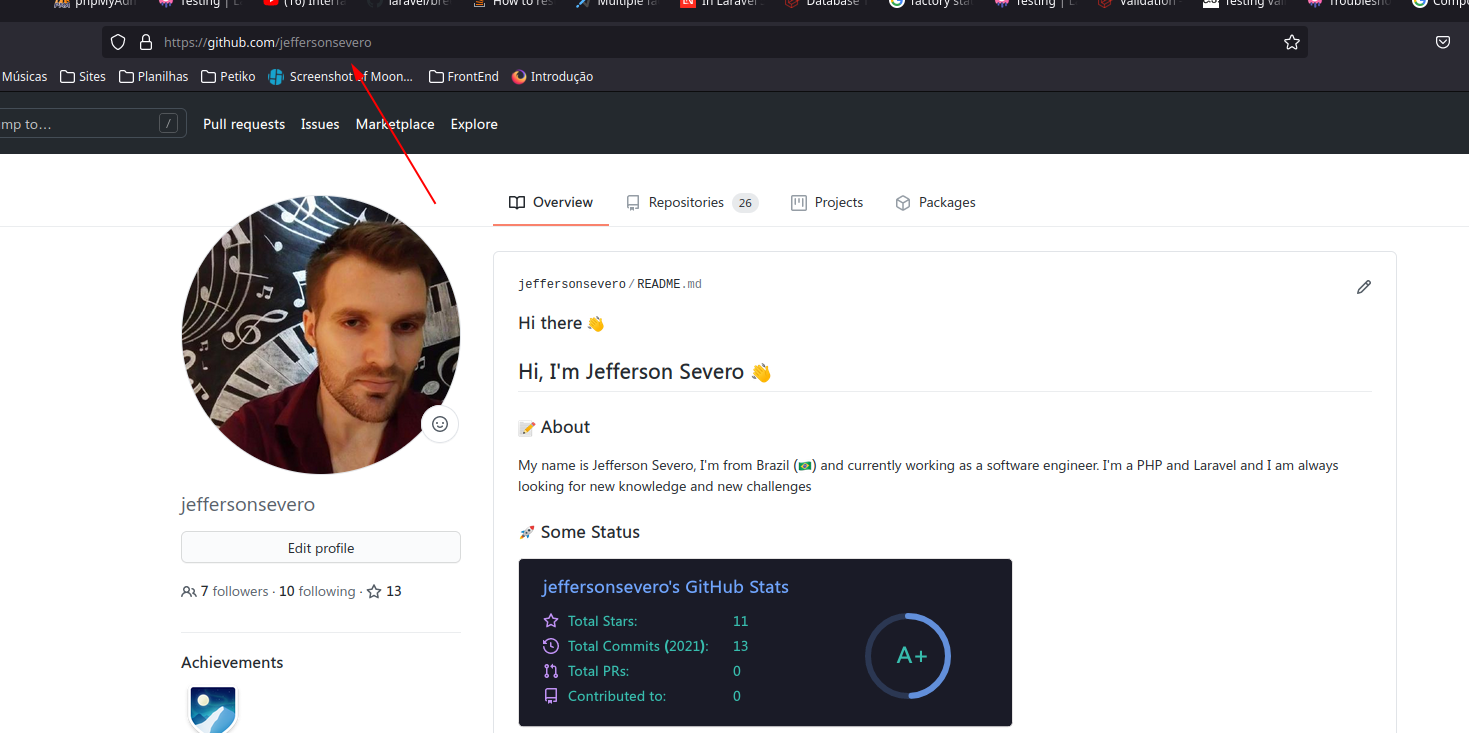 phpMyAdm
Testing | L
(16) Interfa
laravel/bre
How to res
Multiple fa
In Laravel
Database
factory sta
Testing | L
Validation
Testing vali
Troublesho
Compo
https://github.com/jeffersonsevero
Músicas
Sites
Planilhas
Petiko
Screenshot of Moon...
FrontEnd
Introdução
mp to...
/
Pull requests
Issues
Marketplace
Explore
Overview
Repositories 26
Projects
Packages
jeffersonsevero/README.md
Hi there 👋
Hi, I'm Jefferson Severo 👋
📝 About
My name is Jefferson Severo, I'm from Brazil (🇧🇷) and currently working as a software engineer. I'm a PHP and Laravel and I am always
looking for new knowledge and new challenges
🚀 Some Status
jeffersonsevero's GitHub Stats
Total Stars: 11
Total Commits (2021): 13
Total PRs: 0
Contributed to: 0
A+
jeffersonsevero
Edit profile
7 followers · 10 following · 13
Achievements